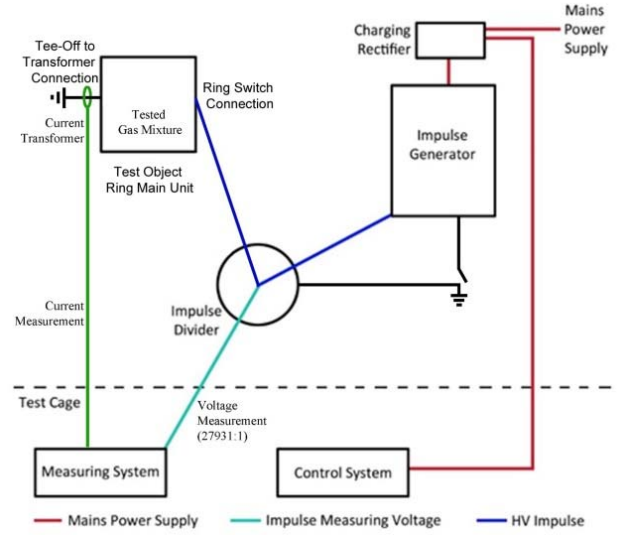 Mains
Power
Supply
Charging
Rectifier
Tee-Off to
Transformer
Connection
Ring Switch
Connection
Tested
Gas Mixture
Current
Transformer
Impulse
Generator
Test Object
Ring Main Unit
Impulse
Divider
Current
Measurement
Test Cage
Voltage
Measurement
(27931:1)
Measuring System
Control System
Mains Power Supply
Impulse Measuring Voltage
HV Impulse